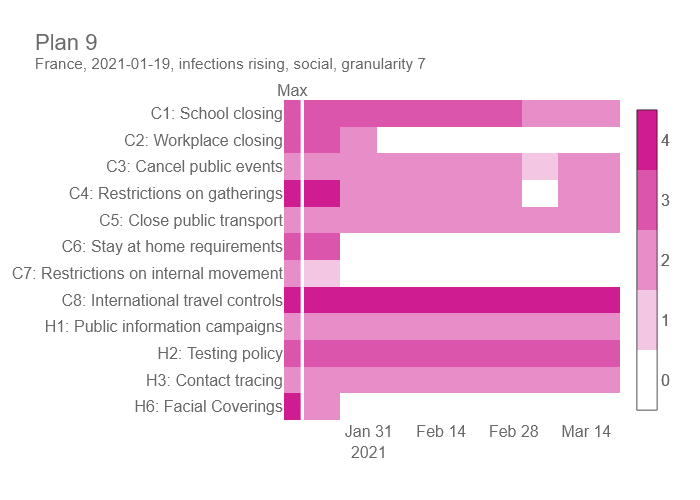 Plan 9
France, 2021-01-19, infections rising, social, granularity 7
Max
C1: School closing
C2: Workplace closing
C3: Cancel public events
C4: Restrictions on gatherings
C5: Close public transport
C6: Stay at home requirements
C7: Restrictions on internal movement
C8: International travel controls
H1: Public information campaigns
H2: Testing policy
H3: Contact tracing
H6: Facial Coverings
Jan 31 Feb 14 Feb 28 Mar 14
2021
4
3
2
1
0